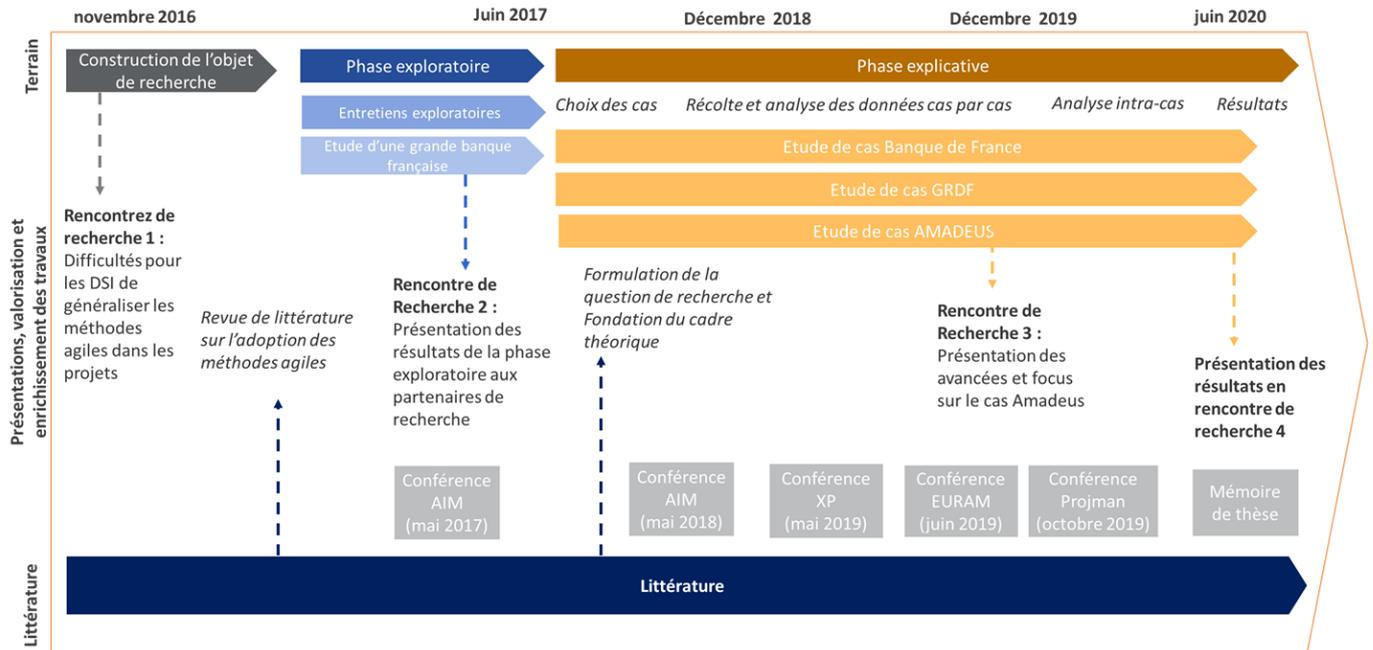 novembre 2016
Juin 2017
Décembre 2018
Décembre 2019
juin 2020
Terrain
Construction de l'objet
de recherche
Phase exploratoire
Phase explicative
Entretiens exploratoires
Choix des cas
Récolte et analyse des données cas par cas
Analyse intra-cas
Résultats
Etude d'une grande banque
française
Etude de cas Banque de France
Etude de cas GRDF
Etude de cas AMADEUS
Présentations, valorisation et
enrichissement des travaux
Rencontrez de
recherche 1 :
Difficultés pour
les DSI de
généraliser les
méthodes
agiles dans les
projets
Revue de littérature
sur l'adoption des
méthodes agiles
Rencontre de
Recherche 2 :
Présentation des
résultats de la phase
exploratoire aux
partenaires de
recherche
Formulation de la
question de recherche et
Fondation du cadre
théorique
Rencontre de
Recherche 3 :
Présentation des
avancées et focus
sur le cas Amadeus
Présentation des
résultats en
rencontre de
recherche 4
Conférence
AIM
(mai 2017)
Conférence
AIM
(mai 2018)
Conférence
XP
(mai 2019)
Conférence
EURAM
(juin 2019)
Conférence
Projman
(octobre 2019)
Mémoire
de thèse
Littérature
Littérature